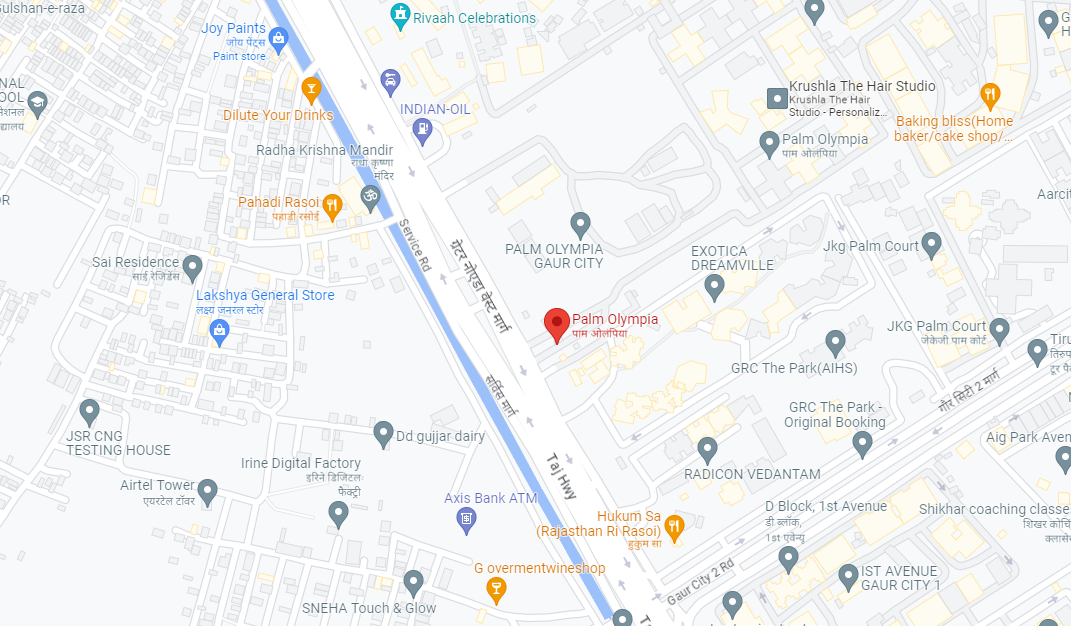 Gulshan-e-raza
Rivaah Celebrations
Joy Paints
जोय पेंट्स
Paint store
Dilute Your Drinks
INDIAN-OIL
Krushla The Hair Studio
Krushla The Hair
Studio - Personaliz...
Baking bliss(Home
baker/cake shop/...
Palm Olympia
पाम ओलंपिया
Radha Krishna Mandir
राधा कृष्णा
मंदिर
Pahadi Rasoi
पहाड़ी रसोई
Service Rd
ग्रेटर नोएडा वेस्ट मार्ग
PALM OLYMPIA
GAUR CITY
EXOTICA
DREAMVILLE
Jkg Palm Court
Sai Residence
साई रेजिडेंस
Lakshya General Store
लक्ष्य जनरल स्टोर
Palm Olympia
पाम ओलंपिया
JKG Palm Court
जेकेजी पाम कोर्ट
GRC The Park(AIHS)
सर्विस मार्ग
गौर सिटी 2 मार्ग
GRC The Park -
Original Booking
JSR CNG
TESTING HOUSE
Dd gujjar dairy
Irine Digital Factory
इरिने डिजिटल
फैक्ट्री
Airtel Tower
एयरटेल टॉवर
Taj Hwy
RADICON VEDANTAM
Axis Bank ATM
Hukum Sa
(Rajasthan Ri Rasoi)
हुकुम सा
D Block, 1st Avenue
डी ब्लॉक,
1st एवेन्यू
Shikhar coaching classe
G overmentwineshop
Gaur City 2 Rd
IST AVENUE
GAUR CITY 1
SNEHA Touch & Glow